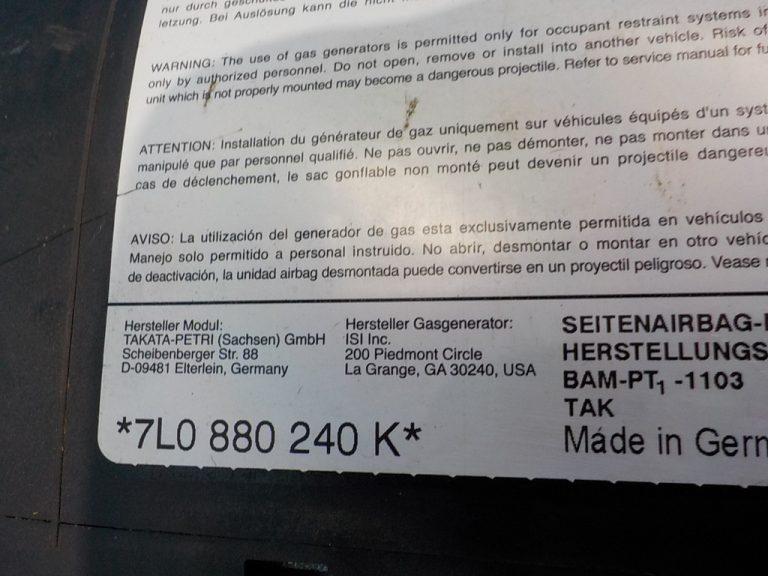 nur durch
letzung. Bei Auslösung kann die nicht
WARNING: The use of gas generators is permitted only for occupant restraint systems in
only by authorized personnel. Do not open, remove or install into another vehicle. Risk of
unit which is not properly mounted may become a dangerous projectile. Refer to service manual for fu
ATTENTION: Installation du générateur de gaz uniquement sur véhicules équipés d'un syst
manipulé que par personnel qualifié. Ne pas ouvrir, ne pas démonter, ne pas monter dans u
cas de déclenchement, le sac gonflable non monté peut devenir un projectile dangereu
AVISO: La utilización del generador de gas esta exclusivamente permitida en vehículos
Manejo solo permitido a personal instruido. No abrir, desmontar o montar en otro vehíc
de deactivación, la unidad airbag desmontada puede convertirse en un proyectil peligroso. Vease
Hersteller Modul:
TAKATA-PETRI (Sachsen) GmbH
Scheibenberger Str. 88
D-09481 Elterlein, Germany
Hersteller Gasgenerator:
ISI Inc.
200 Piedmont Circle
La Grange, GA 30240, USA
SEITENAIRBAG-
HERSTELLUNGS
BAM-PT1 -1103
TAK
Made in Germ
*7L0 880 240 K*